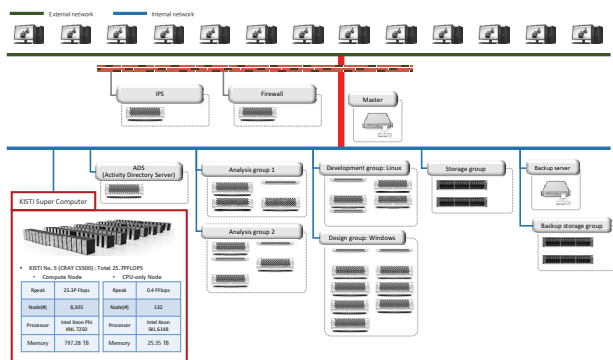 External network
Internal network
IPS
Firewall
Master
ADS
(Activity Directory Server)
Analysis group 1
Development group: Linux
Storage group
Backup server
KISTI Super Computer
Analysis group 2
Design group: Windows
Backup storage group
• KISTI No. 5 (CRAY CS500) : Total 25.7PFLOPS
• Compute Node
• CPU-only Node
Rpeak 25.3P Flops
Rpeak 0.4 PFlops
Node(#) 8,305
Node(#) 132
Processor Intel Xeon Phi
KNL 7250
Processor Intel Xeon
SKL 6148
Memory 797.2B TB
Memory 25.35 TB